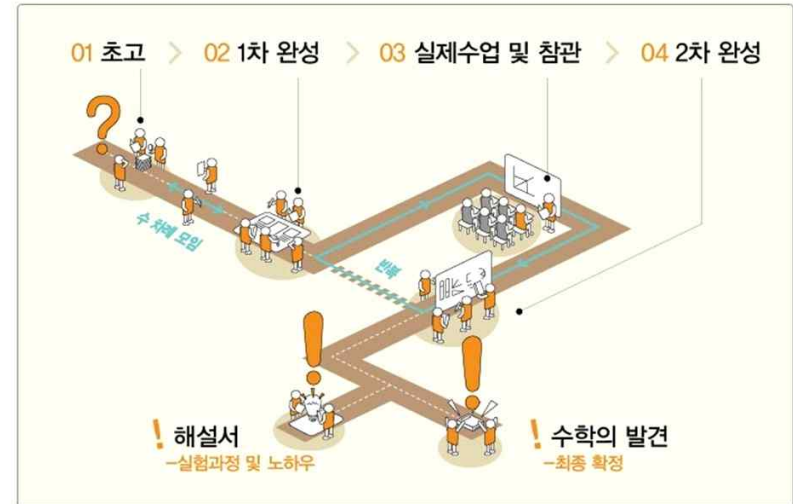 01 초고 > 02 1차 완성 > 03 실제수업 및 참관 > 04 2차 완성
?
수 차례 모임
반복
!
!
! 해설서
–실험과정 및 노하우
! 수학의 발견
–최종 확정